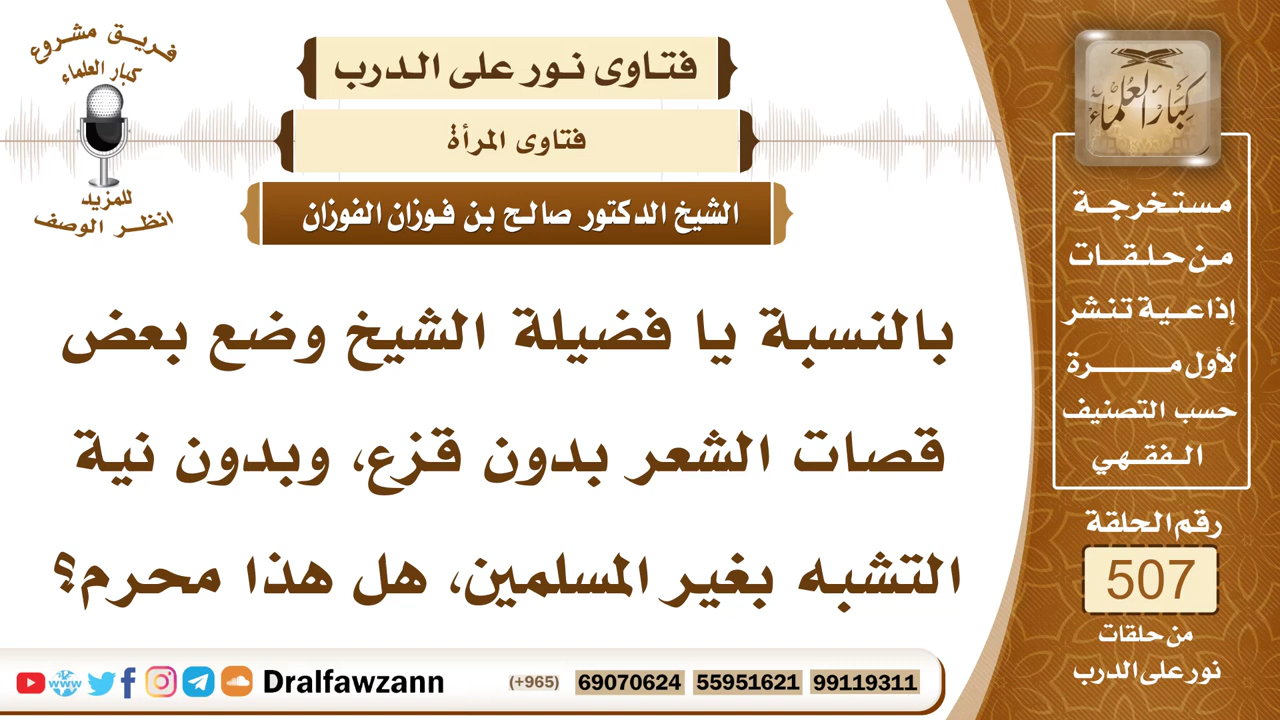 فريق مشروع
كبار العلماء
للمزيد
انظر الوصف
فتاوى نور على الدرب
فتاوى المرأة
الشيخ الدكتور صالح بن فوزان الفوزان
بالنسبة يا فضيلة الشيخ وضع بعض
قصات الشعر بدون قزع، وبدون نية
التشبه بغير المسلمين، هل هذا محرم؟
كبار العلماء
مستخرجة
من حلقات
إذاعية تنشر
لأول مرة
حسب التصنيف
الفقهي
رقم الحلقة
507
من حلقات
نور على الدرب
www Dralfawzann (+965) 69070624 55951621 99119311